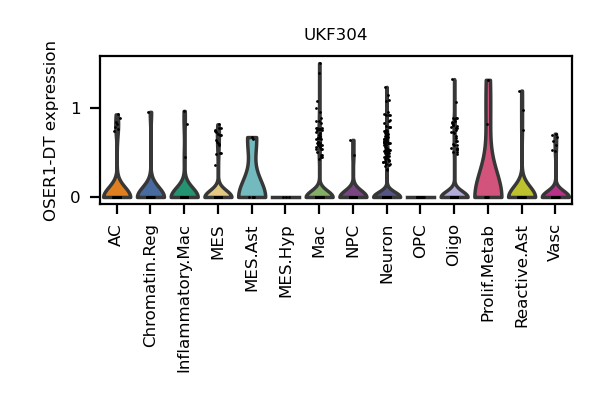 UKF304
OSER1-DT expression
1
0
AC
Chromatin.Reg
Inflammatory.Mac
MES
MES.Ast
MES.Hyp
Mac
NPC
Neuron
OPC
Oligo
Prolif.Metab
Reactive.Ast
Vasc